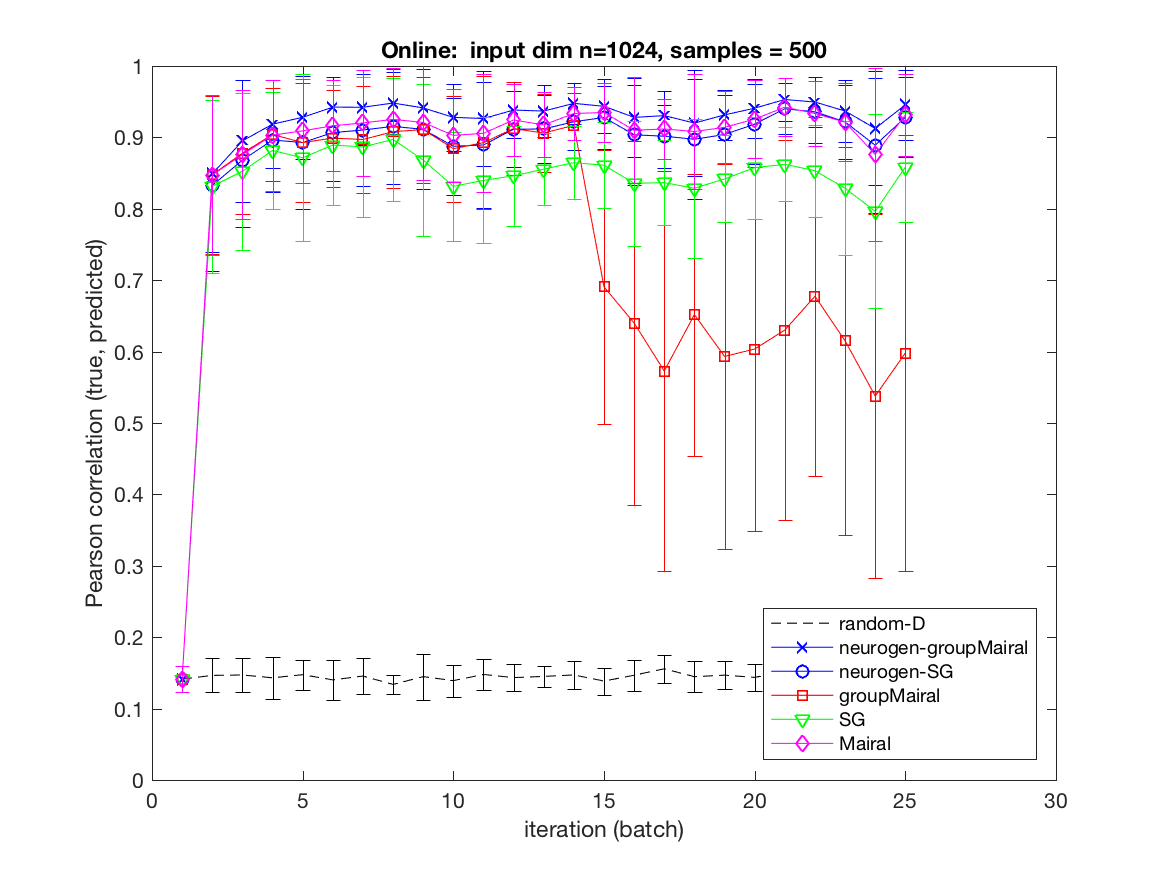 Online:  input dim n=1024, samples = 500
Pearson correlation (true, predicted)
1
0.9
0.8
0.7
0.6
0.5
0.4
0.3
0.2
0.1
0
0 5 10 15 20 25 30
iteration (batch)
random-D
neurogen-groupMairal
neurogen-SG
groupMairal
SG
Mairal